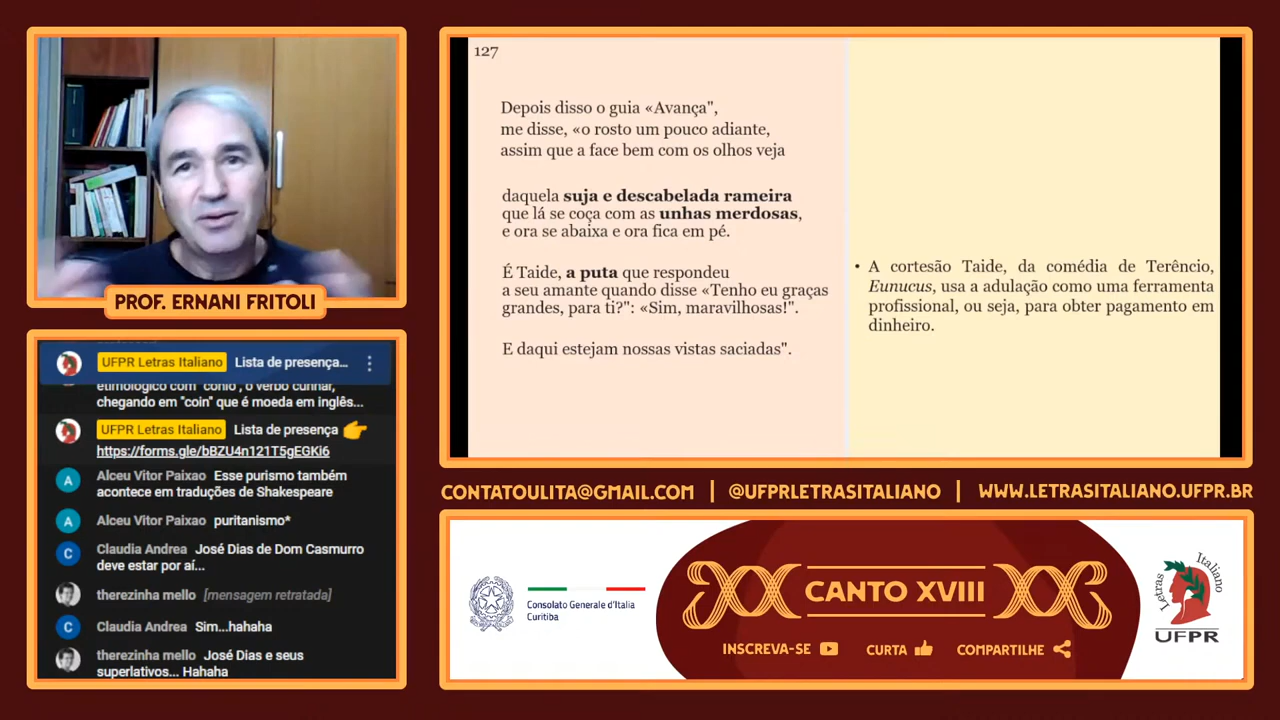 PROF. ERNANI FRITOLI
UFPR Letras Italiano Lista de presença...
etimológico com "conio", o verbo cunhar,
chegando em "coin" que é moeda em inglês...
UFPR Letras Italiano Lista de presença 👉
https://forms.gle/bBZU4n121T5gEGKi6
Alceu Vitor Paixao Esse purismo também
acontece em traduções de Shakespeare
Alceu Vitor Paixao puritanismo*
Claudia Andrea José Dias de Dom Casmurro
deve estar por aí...
therezinha mello [mensagem retratada]
Claudia Andrea Sim...hahaha
therezinha mello José Dias e seus
superlativos... Hahaha
127
Depois disso o guia «Avança",
me disse, «o rosto um pouco adiante,
assim que a face bem com os olhos veja
daquela suja e descabelada rameira
que lá se coça com as unhas merdosas,
e ora se abaixa e ora fica em pé.
É Taide, a puta que respondeu
a seu amante quando disse «Tenho eu graças
grandes, para ti?": «Sim, maravilhosas!".
E daqui estejam nossas vistas saciadas".
• A cortesão Taide, da comédia de Terêncio,
Eunucus, usa a adulação como uma ferramenta
profissional, ou seja, para obter pagamento em
dinheiro.
CONTATOULITA@GMAIL.COM | @UFPRLETRASITALIANO | WWW.LETRASITALIANO.UFPR.BR
Consolato Generale d'Italia
Curitiba
CANTO XVIII
INSCREVA-SE CURTA COMPARTILHE
Letras Italiano
UFPR